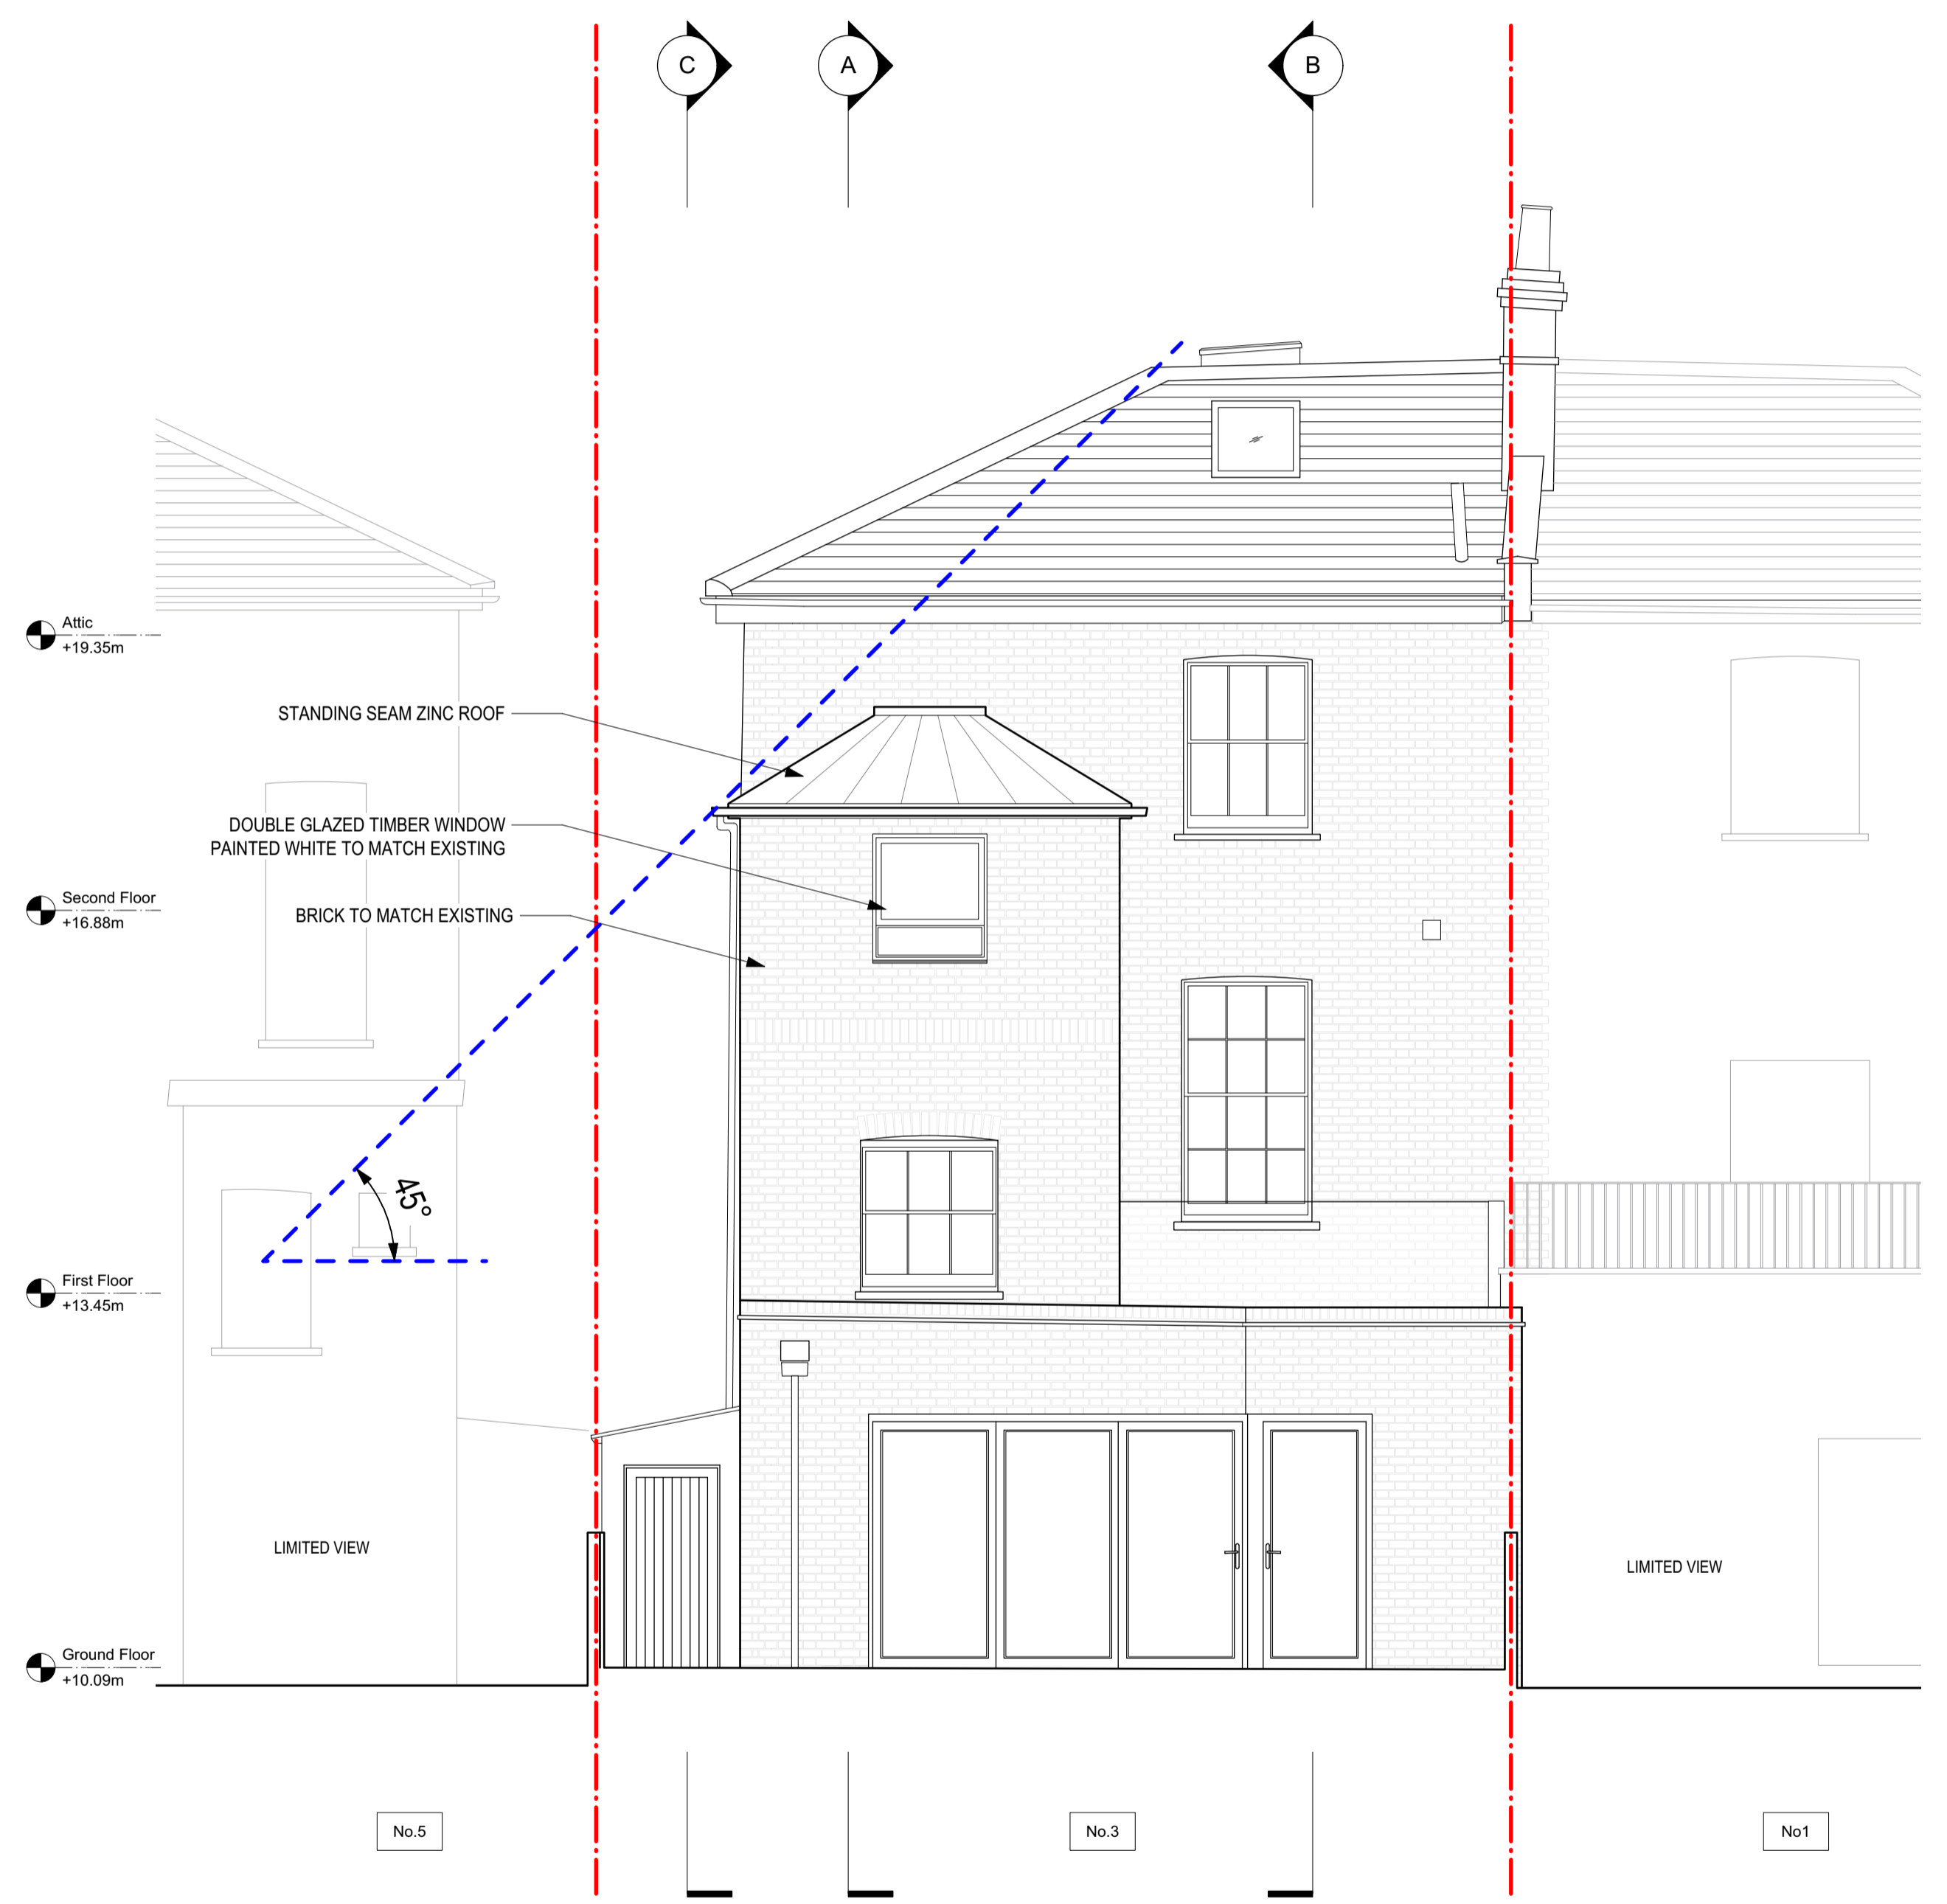 C
A
B
Attic
+19.35m
STANDING SEAM ZINC ROOF
DOUBLE GLAZED TIMBER WINDOW
PAINTED WHITE TO MATCH EXISTING
Second Floor
+16.88m
BRICK TO MATCH EXISTING
45°
First Floor
+13.45m
LIMITED VIEW
LIMITED VIEW
Ground Floor
+10.09m
No.5
No.3
No1